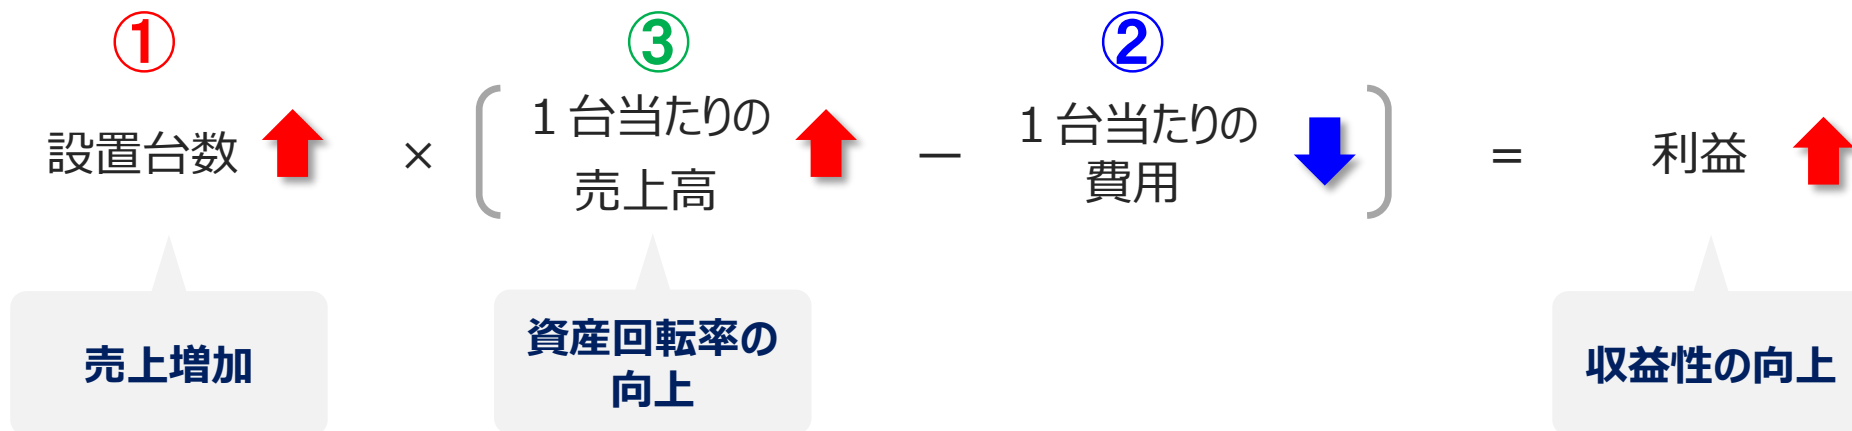 ①
③
②
設置台数
×
1台当たりの
売上高
―
1台当たりの
費用
=
利益
売上増加
資産回転率の
向上
収益性の向上